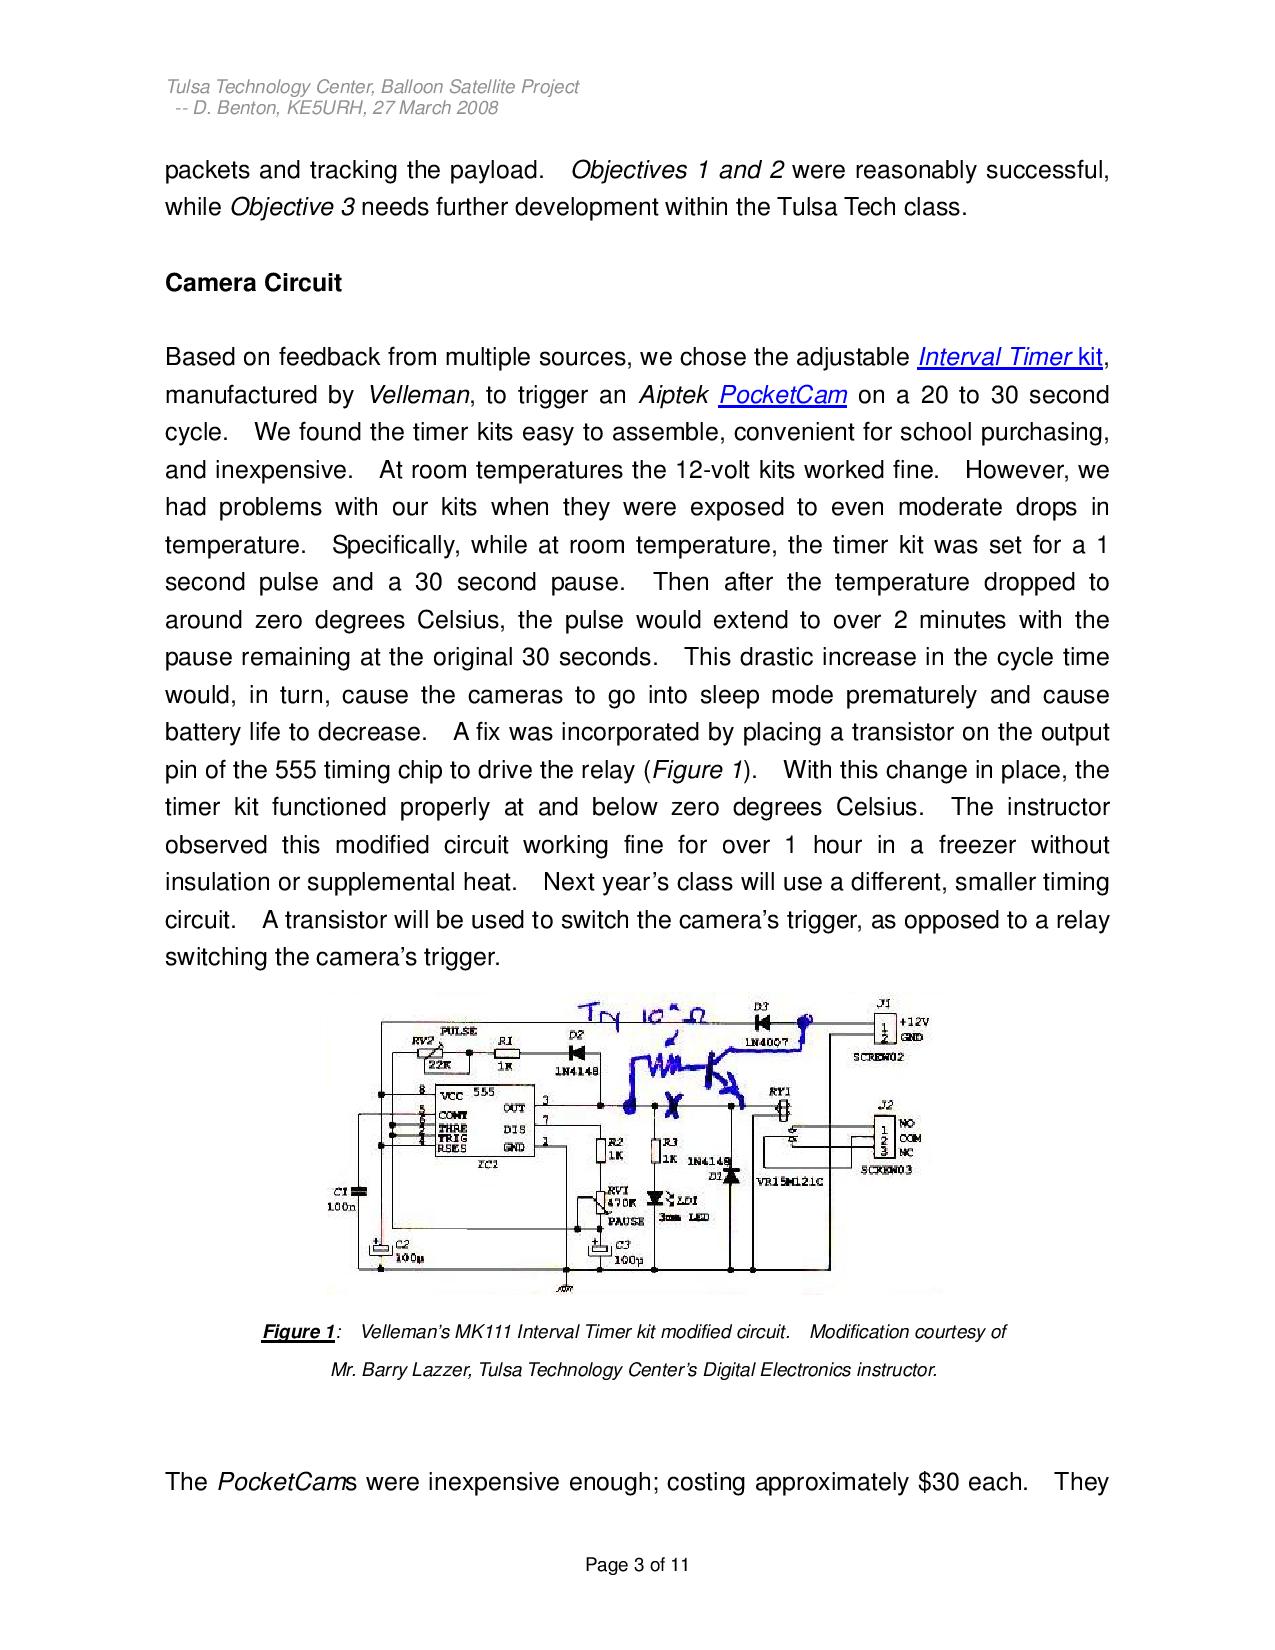 Tulsa Technology Center, Balloon Satellite Project
-- D. Benton, KE5URH, 27 March 2008
packets and tracking the payload. Objectives 1 and 2 were reasonably successful,
while Objective 3 needs further development within the Tulsa Tech class.
Camera Circuit
Based on feedback from multiple sources, we chose the adjustable Interval Timer kit,
manufactured by Velleman, to trigger an Aiptek PocketCam on a 20 to 30 second
cycle. We found the timer kits easy to assemble, convenient for school purchasing,
and inexpensive. At room temperatures the 12-volt kits worked fine. However, we
had problems with our kits when they were exposed to even moderate drops in
temperature. Specifically, while at room temperature, the timer kit was set for a 1
second pulse and a 30 second pause. Then after the temperature dropped to
around zero degrees Celsius, the pulse would extend to over 2 minutes with the
pause remaining at the original 30 seconds. This drastic increase in the cycle time
would, in turn, cause the cameras to go into sleep mode prematurely and cause
battery life to decrease. A fix was incorporated by placing a transistor on the output
pin of the 555 timing chip to drive the relay (Figure 1). With this change in place, the
timer kit functioned properly at and below zero degrees Celsius. The instructor
observed this modified circuit working fine for over 1 hour in a freezer without
insulation or supplemental heat. Next year's class will use a different, smaller timing
circuit. A transistor will be used to switch the camera's trigger, as opposed to a relay
switching the camera's trigger.
Try 10K Ω
D3
1N4007
J1
1 +12V
2 GND
SCREW02
PULSE
RV2
22K
R1
1K
D2
1N4148
8 VCC 555
OUT 3
5 CONT
THRE
DIS 7
2 TRIG
4 RSES
GND 1
IC1
R2
1K
R3
1K
1N4148
D1
RY1
VR15M121C
J2
1 NO
2 COM
3 NC
SCREW03
C1
100n
RV1
470K
PAUSE
LD1
3mm LED
C2
100µ
C3
100µ
Figure 1: Velleman's MK111 Interval Timer kit modified circuit. Modification courtesy of
Mr. Barry Lazzer, Tulsa Technology Center's Digital Electronics instructor.
The PocketCams were inexpensive enough; costing approximately $30 each. They
Page 3 of 11